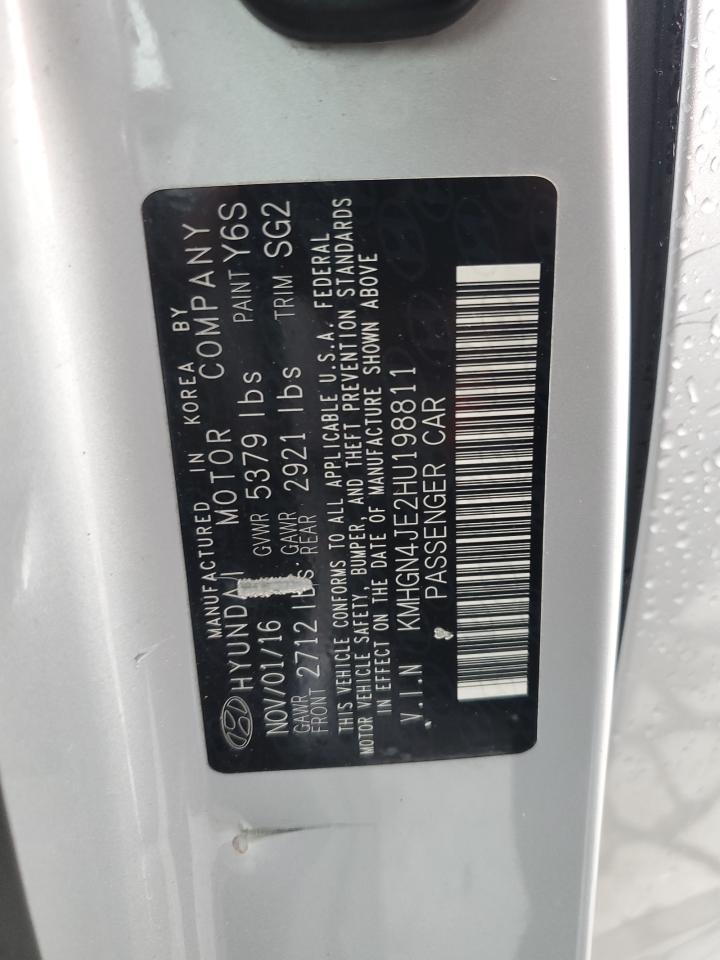 MANUFACTURED IN KOREA BY
HYUNDAI MOTOR COMPANY
NOV/01/16 GVWR 5379 lbs PAINT Y6S
GAWR FRONT 2712 lbs GAWR REAR 2921 lbs TRIM SG2
THIS VEHICLE CONFORMS TO ALL APPLICABLE U.S.A. FEDERAL
MOTOR VEHICLE SAFETY, BUMPER, AND THEFT PREVENTION STANDARDS
IN EFFECT ON THE DATE OF MANUFACTURE SHOWN ABOVE
V.I.N KMHGN4JE2HU198811
PASSENGER CAR